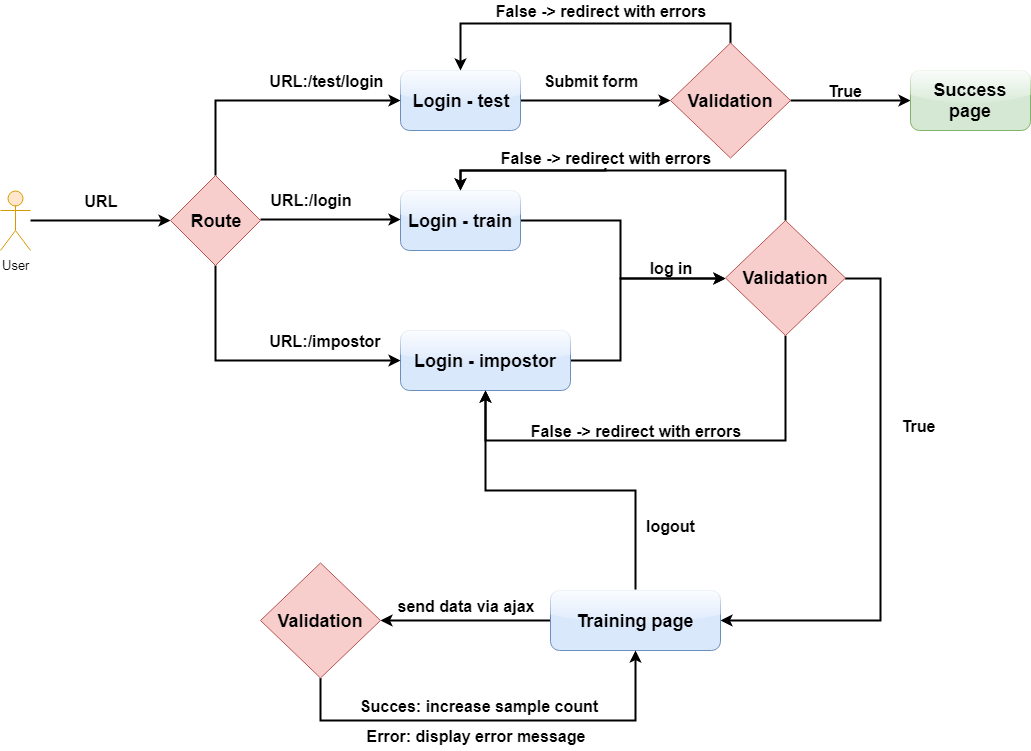 False -> redirect with errors
URL:/test/login
Login - test
Submit form
Validation
True
Success
page
False -> redirect with errors
URL
User
Route
URL:/login
Login - train
log in
Validation
URL:/impostor
Login - impostor
False -> redirect with errors
True
logout
send data via ajax
Validation
Training page
Succes: increase sample count
Error: display error message